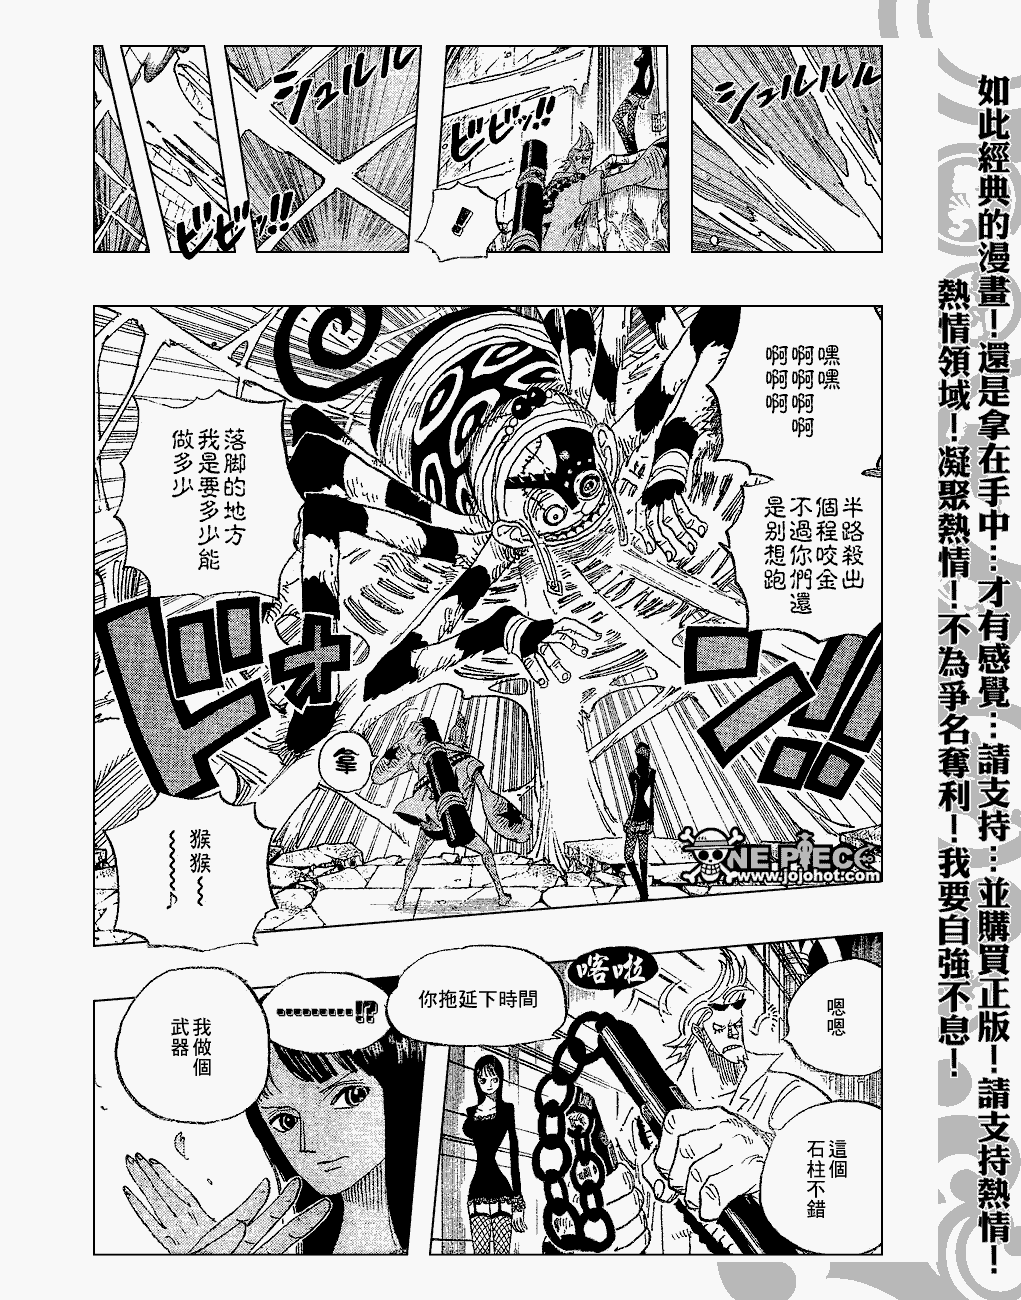 シュルルルル
ビビビッ!!
!
シュルルル
ビビビッ!!
嘿嘿
啊啊啊啊
啊啊啊
半路殺出
個程咬金
不過你們還
是别想跑
落脚的地方
我是要多少能
做多少
ドォ
ン!!
拿
猴
猴
ONE PIECE
www.jojohot.com
嗯
嗯
喀啦
這個
石柱不錯
你拖延下時間
…………!?
我做個
武器
如此經典的漫畫！還是拿在手中…才有感覺…請支持…並購買正版！請支持熱情！
熱情領域！凝聚熱情！不為爭名奪利！我要自強不息！